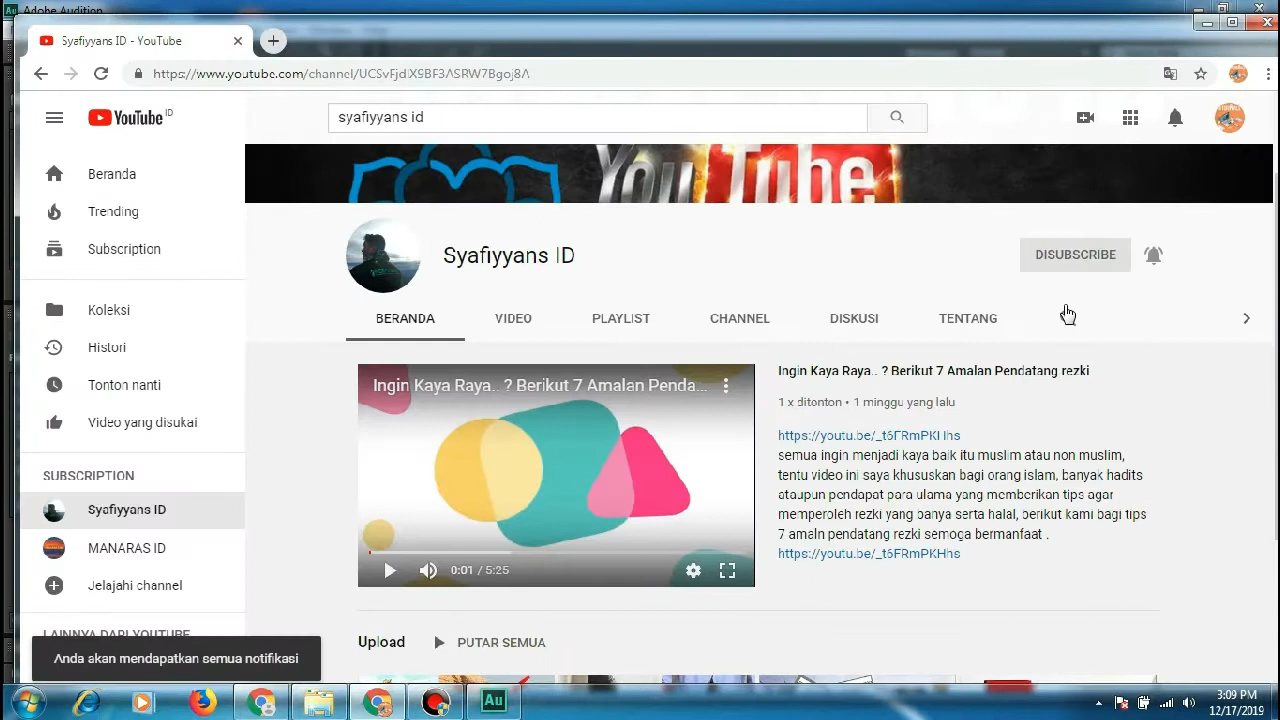 Adobe Audition
Syafiyyans ID - YouTube
https://www.youtube.com/channel/UCSvFjdiX9BF3ASRW7Bgoj8A
YouTube ID
syafiyyans id
You Tube
Beranda
Trending
Subscription
Koleksi
Histori
Tonton nanti
Video yang disukai
SUBSCRIPTION
Syafiyyans ID
MANARAS ID
Jelajahi channel
LAINNYA DARI YOUTUBE
Anda akan mendapatkan semua notifikasi
Syafiyyans ID
DISUBSCRIBE
BERANDA
VIDEO
PLAYLIST
CHANNEL
DISKUSI
TENTANG
Ingin Kaya Raya...? Berikut 7 Amalan Penda...
0:01 / 5:25
Ingin Kaya Raya.. ? Berikut 7 Amalan Pendatang rezki
1 x ditonton • 1 minggu yang lalu
https://youtu.be/_t6FRmPKHhs
semua ingin menjadi kaya baik itu muslim atau non muslim,
tentu video ini saya khususkan bagi orang islam, banyak hadits
ataupun pendapat para ulama yang memberikan tips agar
memperoleh rezki yang banya serta halal, berikut kami bagi tips
7 amaln pendatang rezki semoga bermanfaat .
https://youtu.be/_t6FRmPKHhs
Upload
PUTAR SEMUA
Au
3:09 PM
12/17/2019